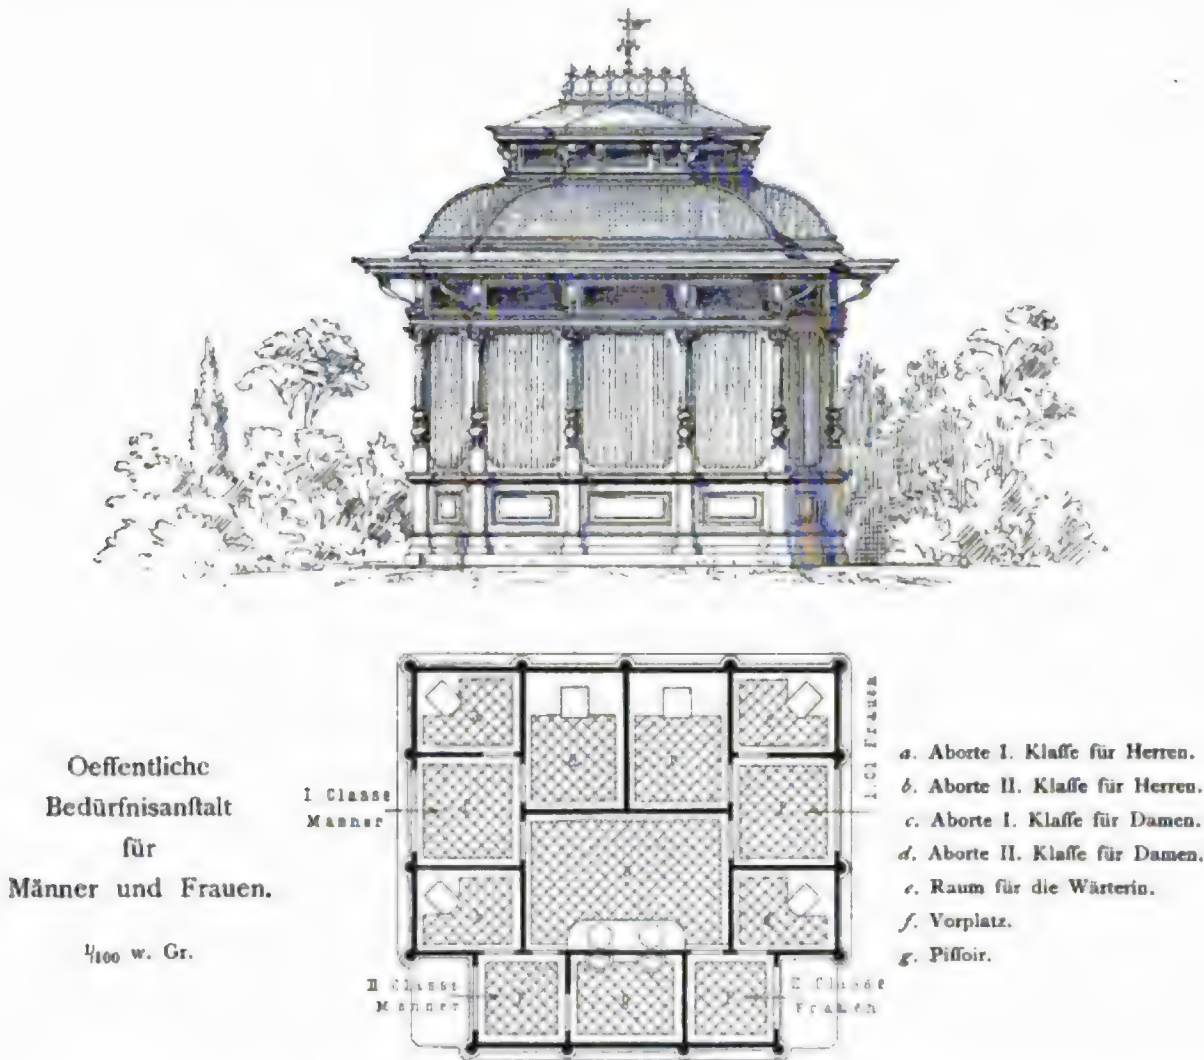 Oeffentliche
Bedürfnisanſtalt
für
Männer und Frauen.
1/100 w. Gr.
I Classe
Männer
I. Cl Frauen
II Classe
Männer
II Classe
Frauen
a. Aborte I. Klaſſe für Herren.
b. Aborte II. Klaſſe für Herren.
c. Aborte I. Klaſſe für Damen.
d. Aborte II. Klaſſe für Damen.
e. Raum für die Wärterin.
f. Vorplatz.
g. Piſſoir.